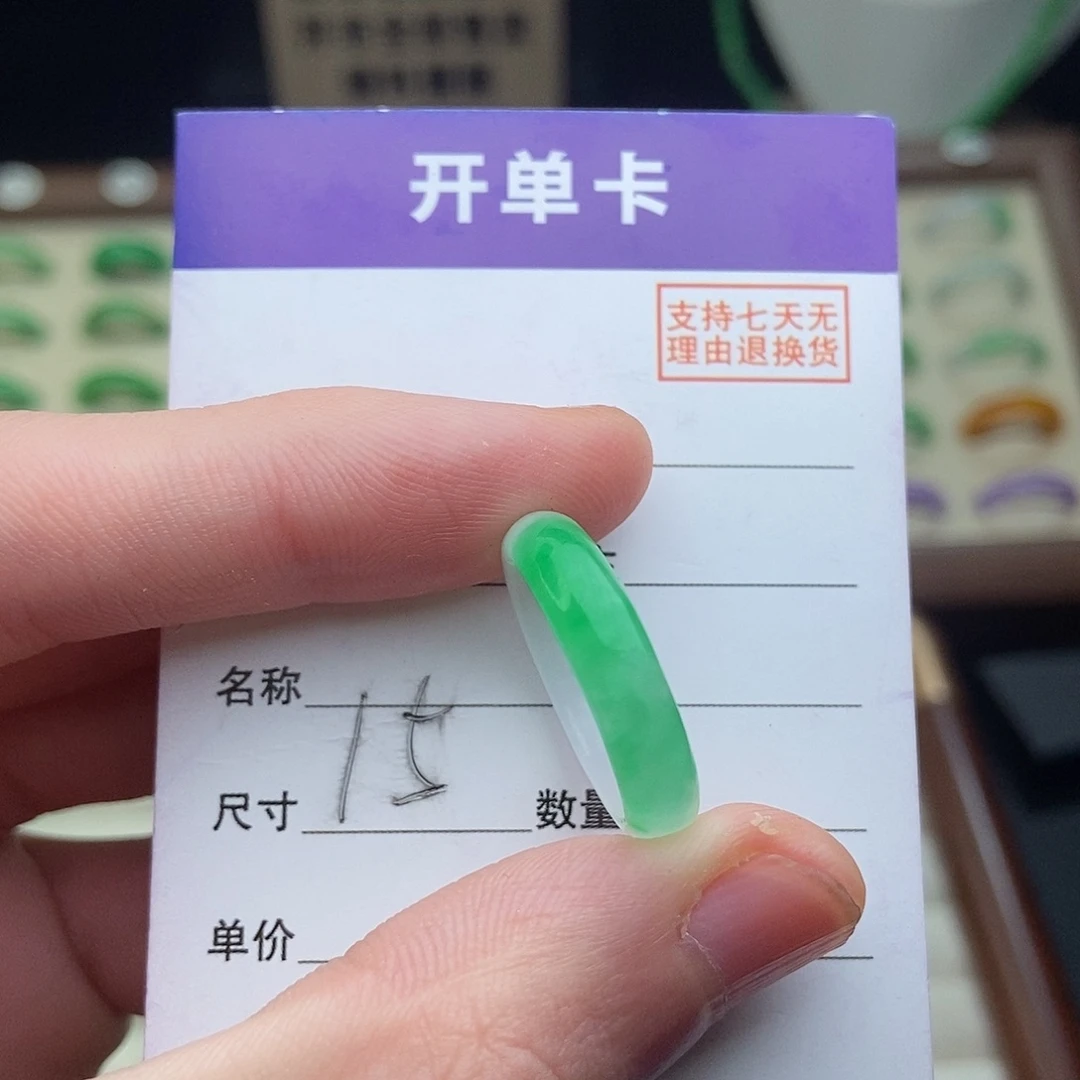 开单卡
支持七天无
理由退换货
名称
15
尺寸 数量
单价